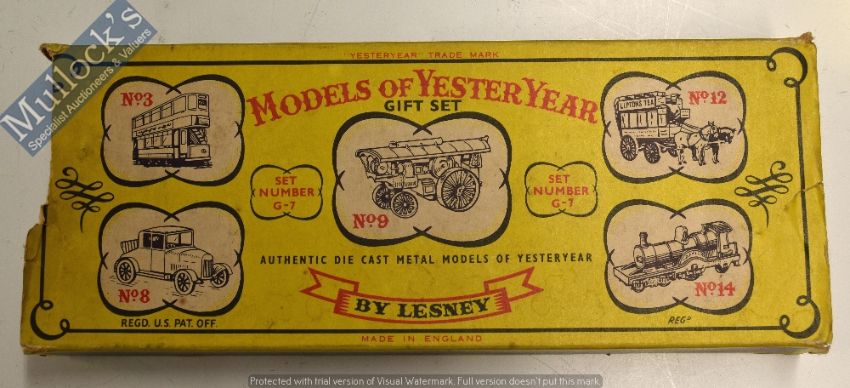 Mullock's
Specialist Auctioneers & Valuers
"YESTERYEAR" TRADE MARK
MODELS OF YESTERYEAR
GIFT SET
No3
No12
LIPTONS TEA
SET
NUMBER
G-7
No9
SET
NUMBER
G-7
AUTHENTIC DIE CAST METAL MODELS OF YESTERYEAR
No8
No14
BY LESNEY
REGD. U.S. PAT. OFF.
REGD
MADE IN ENGLAND
Protected with trial version of Visual Watermark. Full version doesn't put this mark.